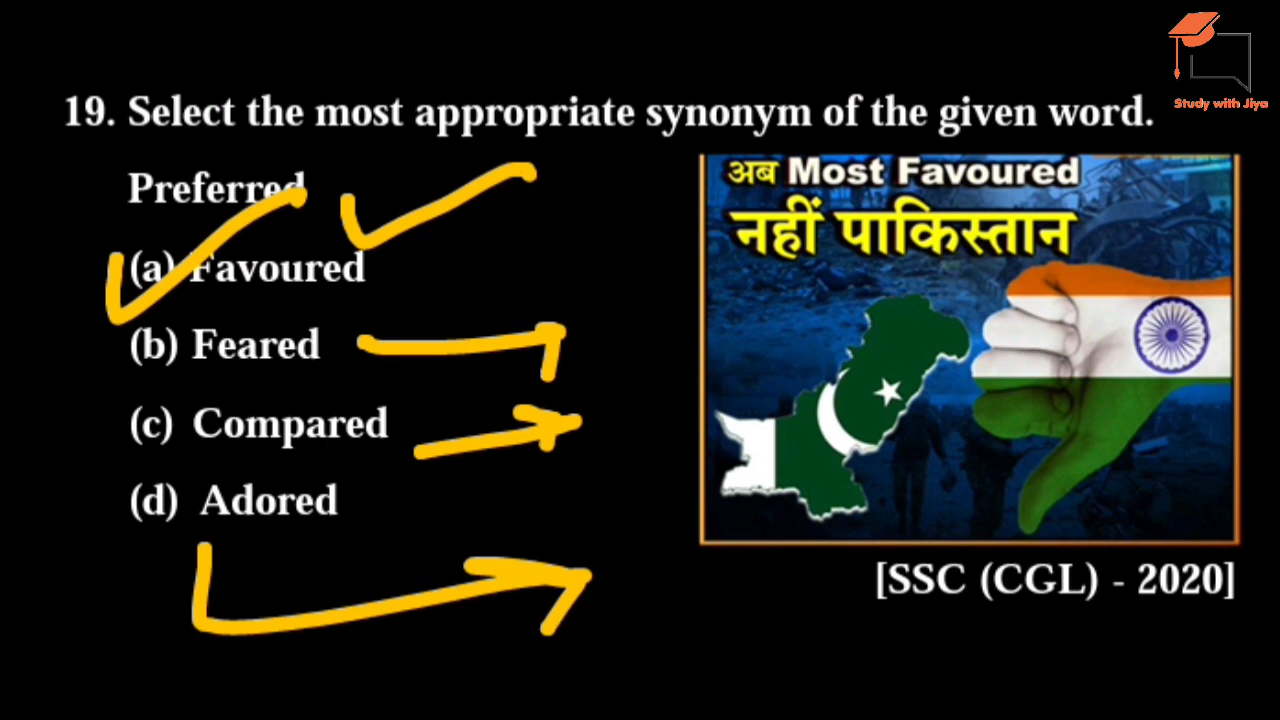 Study with Jiya
19. Select the most appropriate synonym of the given word.
Preferred
(a) Favoured
(b) Feared
(c) Compared
(d) Adored
अब Most Favoured
नहीं पाकिस्तान
[SSC (CGL) - 2020]